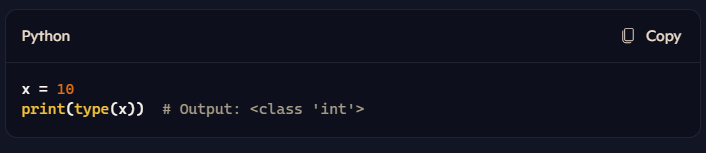 Python
Copy
x = 10
print(type(x))  # Output: <class 'int'>